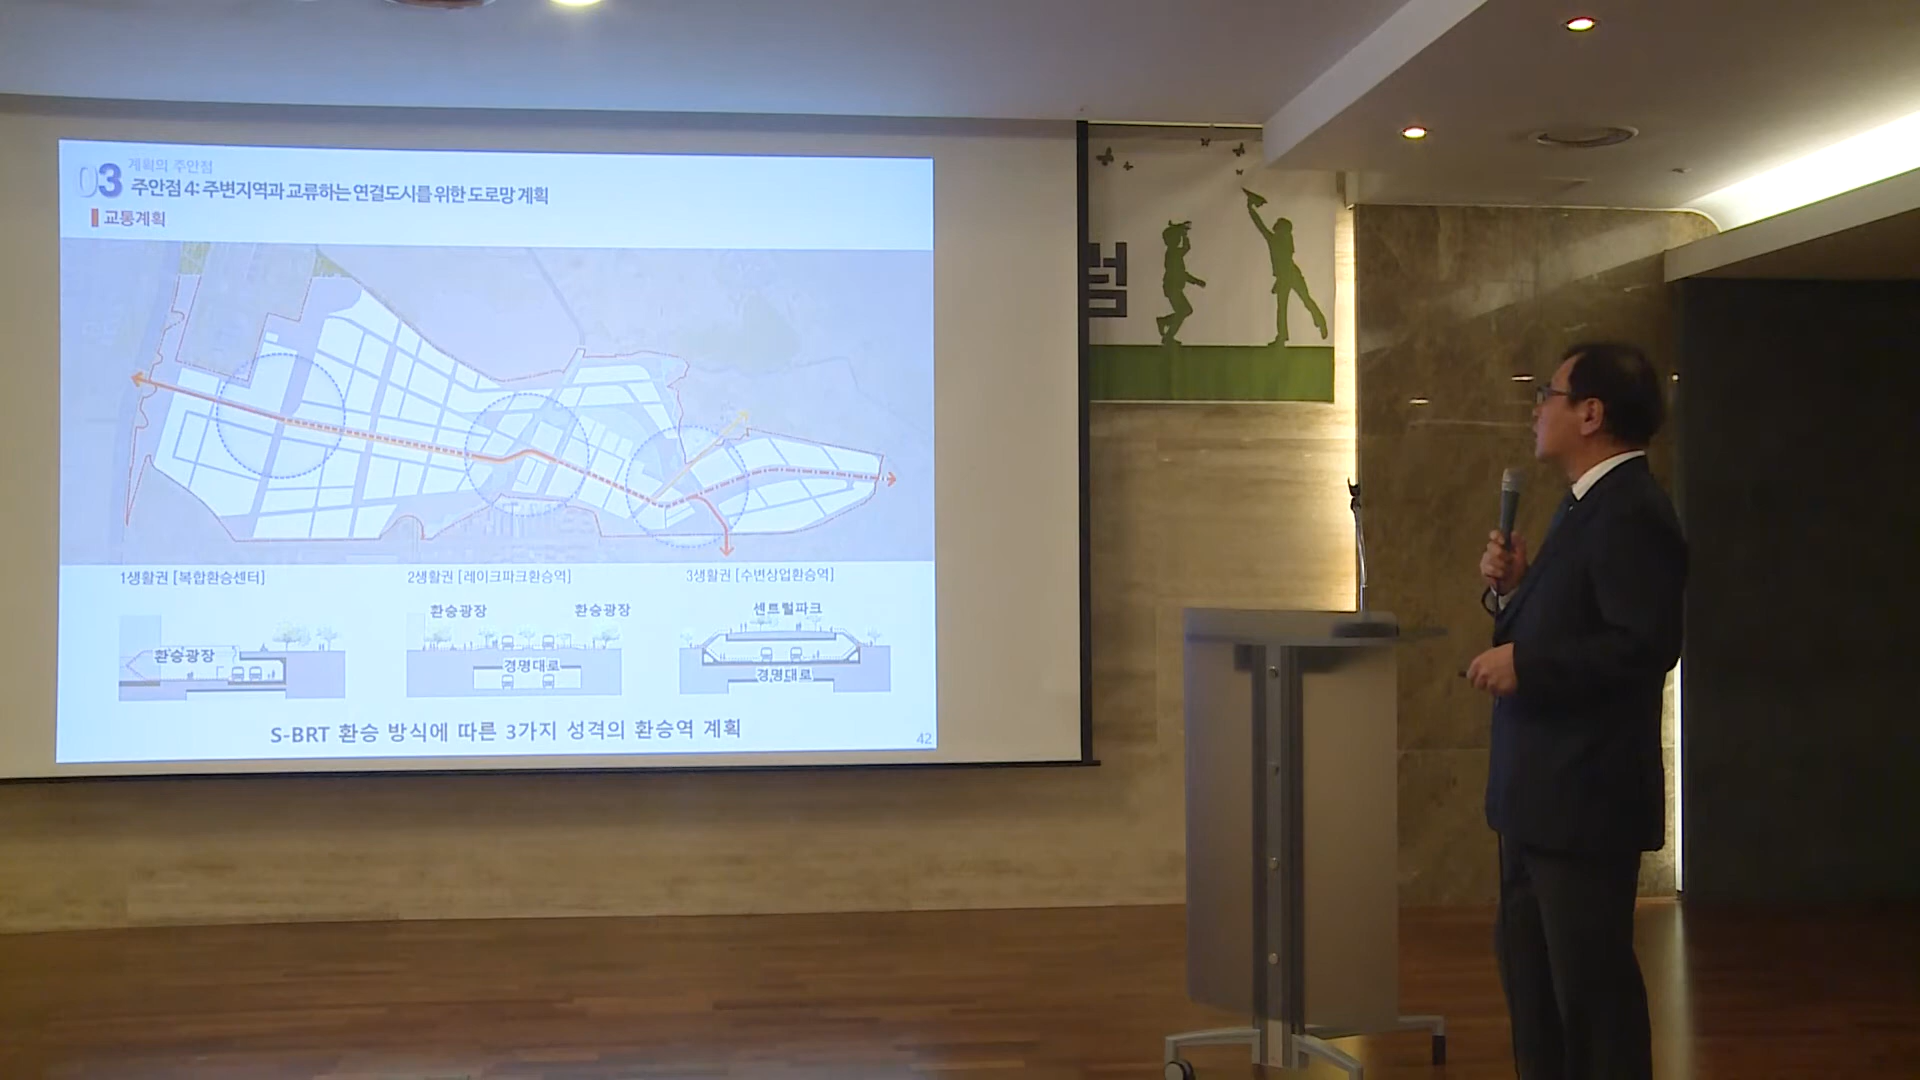 03
계획의 주안점
주안점 4: 주변지역과 교류하는 연결도시를 위한 도로망 계획
교통계획
1생활권 [복합환승센터]
2생활권 [레이크파크환승역]
3생활권 [수변상업환승역]
환승광장
환승광장
환승광장
센트럴파크
경명대로
경명대로
S-BRT 환승 방식에 따른 3가지 성격의 환승역 계획
42
럼